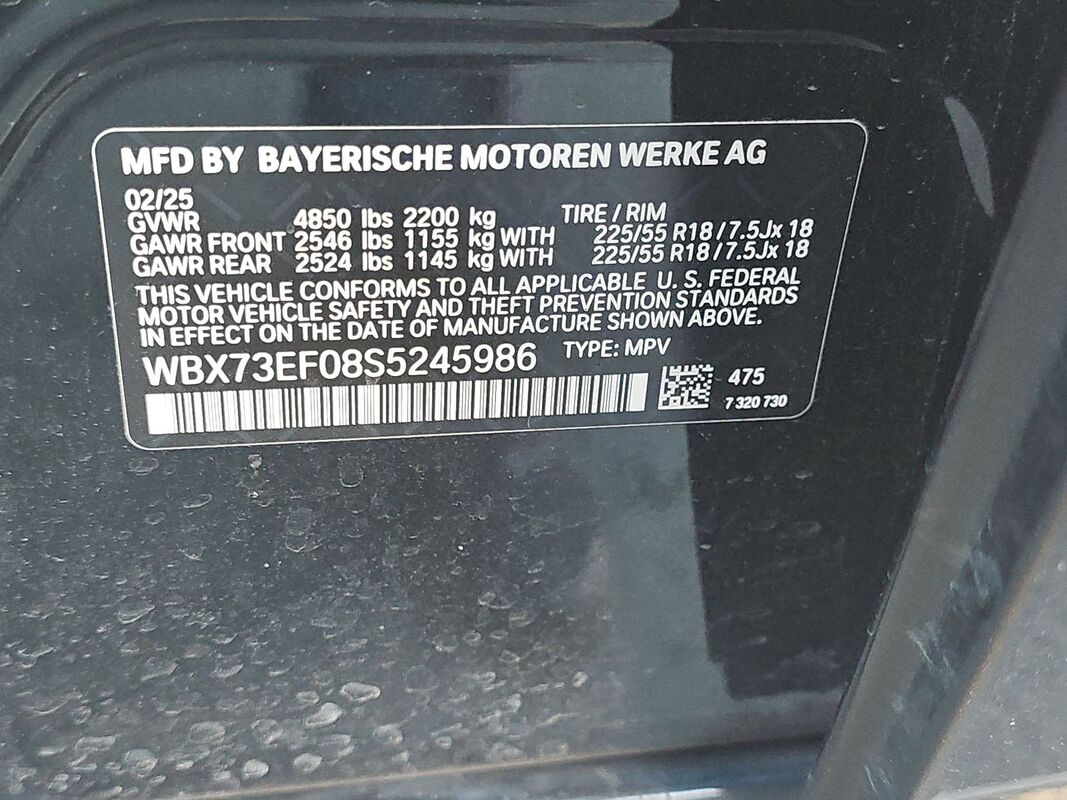 MFD BY BAYERISCHE MOTOREN WERKE AG
02/25
GVWR 4850 lbs 2200 kg TIRE / RIM
GAWR FRONT 2546 lbs 1155 kg WITH 225/55 R18 / 7.5Jx 18
GAWR REAR 2524 lbs 1145 kg WITH 225/55 R18 / 7.5Jx 18
THIS VEHICLE CONFORMS TO ALL APPLICABLE U. S. FEDERAL
MOTOR VEHICLE SAFETY AND THEFT PREVENTION STANDARDS
IN EFFECT ON THE DATE OF MANUFACTURE SHOWN ABOVE.
WBX73EF08S5245986 TYPE: MPV
475
7 320 730